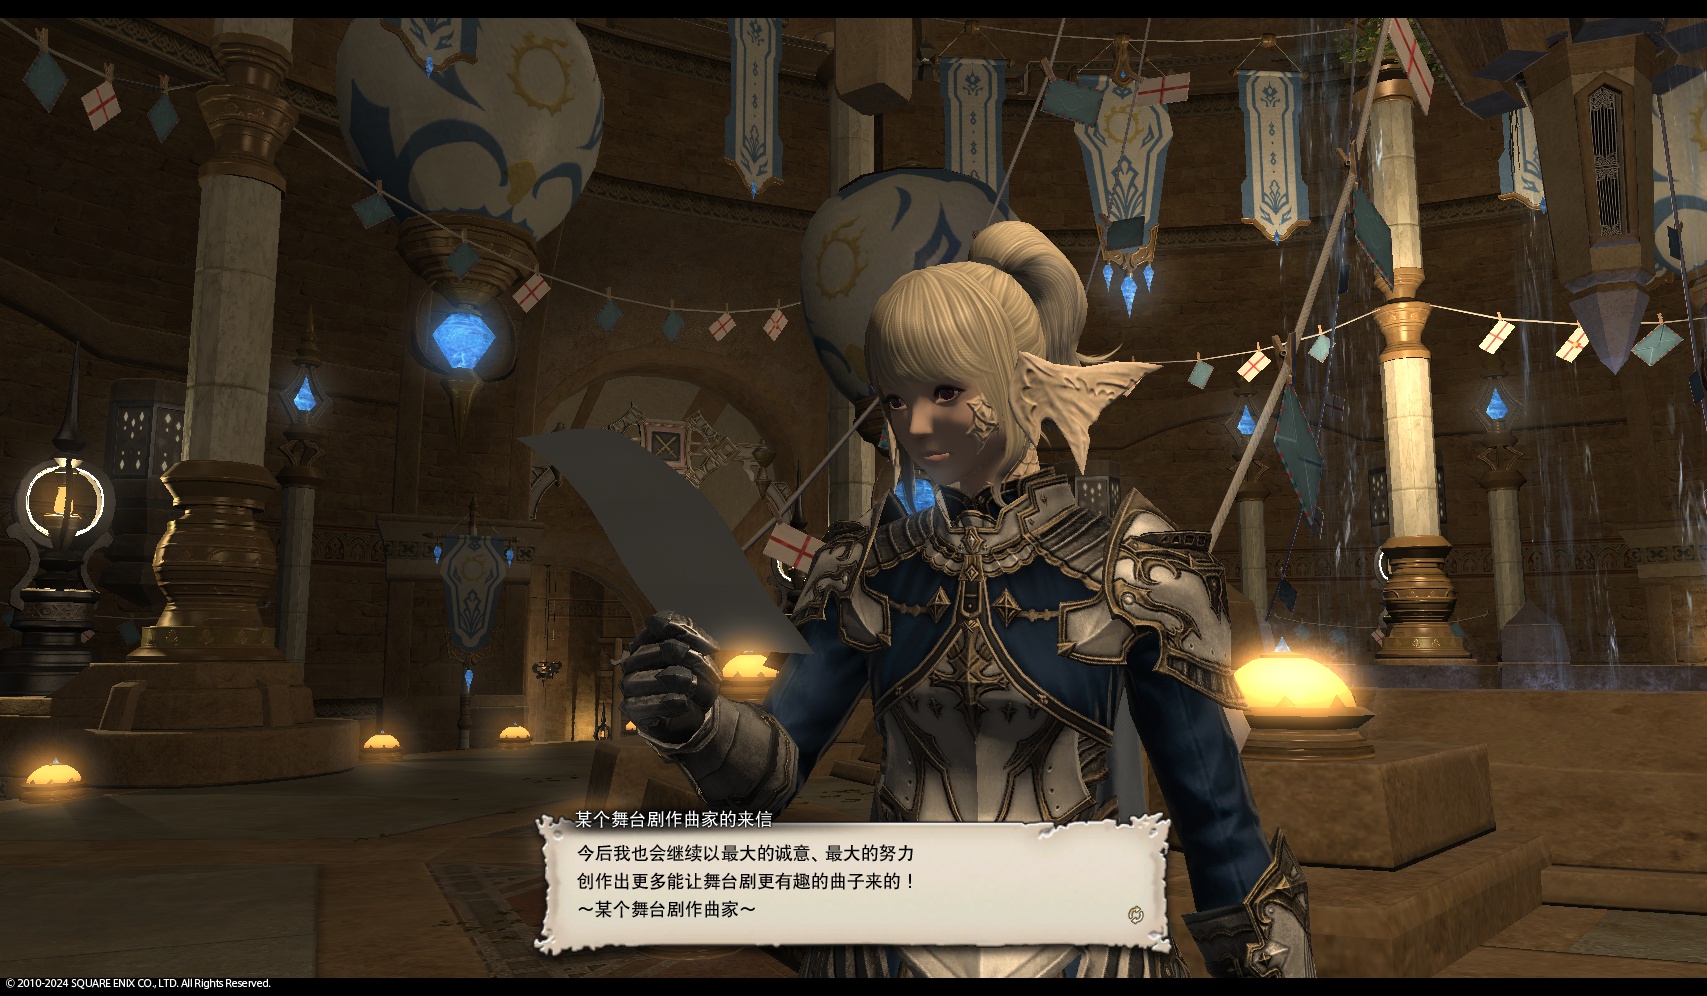 某个舞台剧作曲家的来信
今后我也会继续以最大的诚意、最大的努力
创作出更多能让舞台剧更有趣的曲子来的！
～某个舞台剧作曲家～
© 2010-2024 SQUARE ENIX CO., LTD. All Rights Reserved.